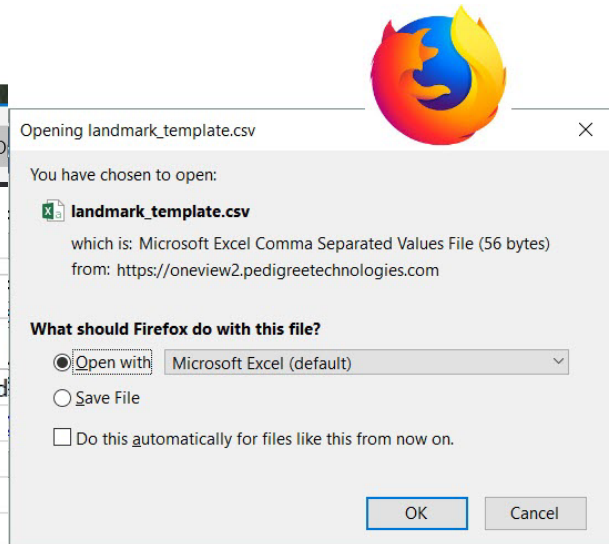 Opening landmark_template.csv
You have chosen to open:
landmark_template.csv
which is: Microsoft Excel Comma Separated Values File (56 bytes)
from: https://oneview2.pedigreetechnologies.com
What should Firefox do with this file?
Open with Microsoft Excel (default)
Save File
Do this automatically for files like this from now on.
OK Cancel